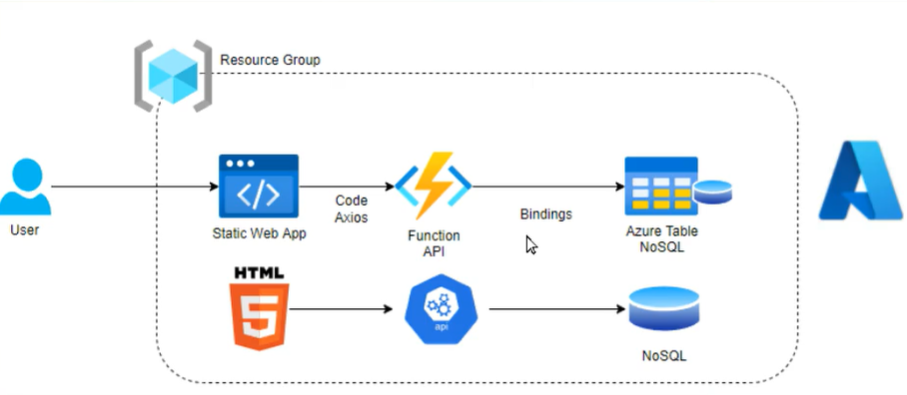 Resource Group
User
Static Web App
Code
Axios
Function
API
Bindings
Azure Table
NoSQL
HTML
5
api
NoSQL